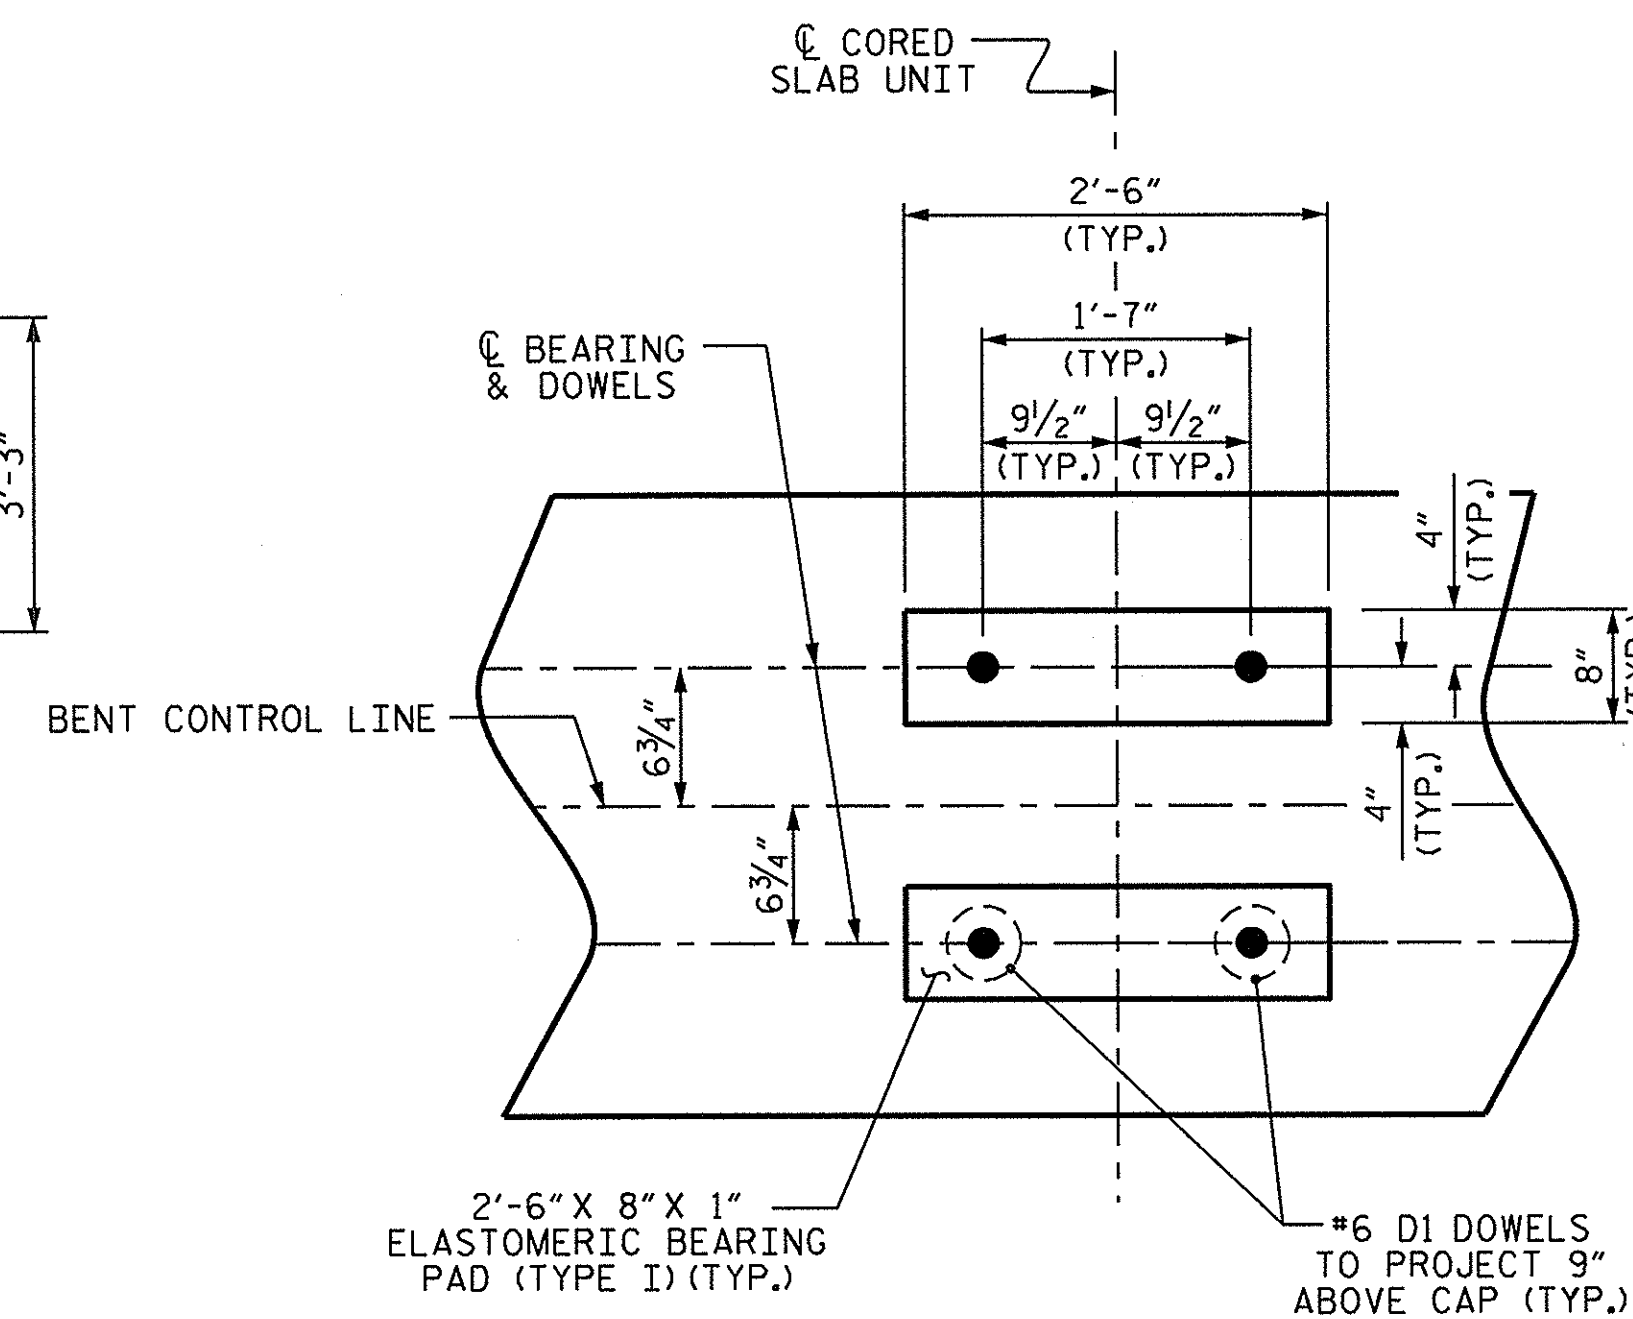 ℄ CORED
SLAB UNIT
2'-6"
(TYP.)
1'-7"
(TYP.)
℄ BEARING
& DOWELS
9½" 9½"
(TYP.) (TYP.)
3'-3"
4"
(TYP.)
8"
(TYP.)
BENT CONTROL LINE
6¾"
4"
(TYP.)
6¾"
2'-6" X 8" X 1"
ELASTOMERIC BEARING
PAD (TYPE I) (TYP.)
#6 D1 DOWELS
TO PROJECT 9"
ABOVE CAP (TYP.)